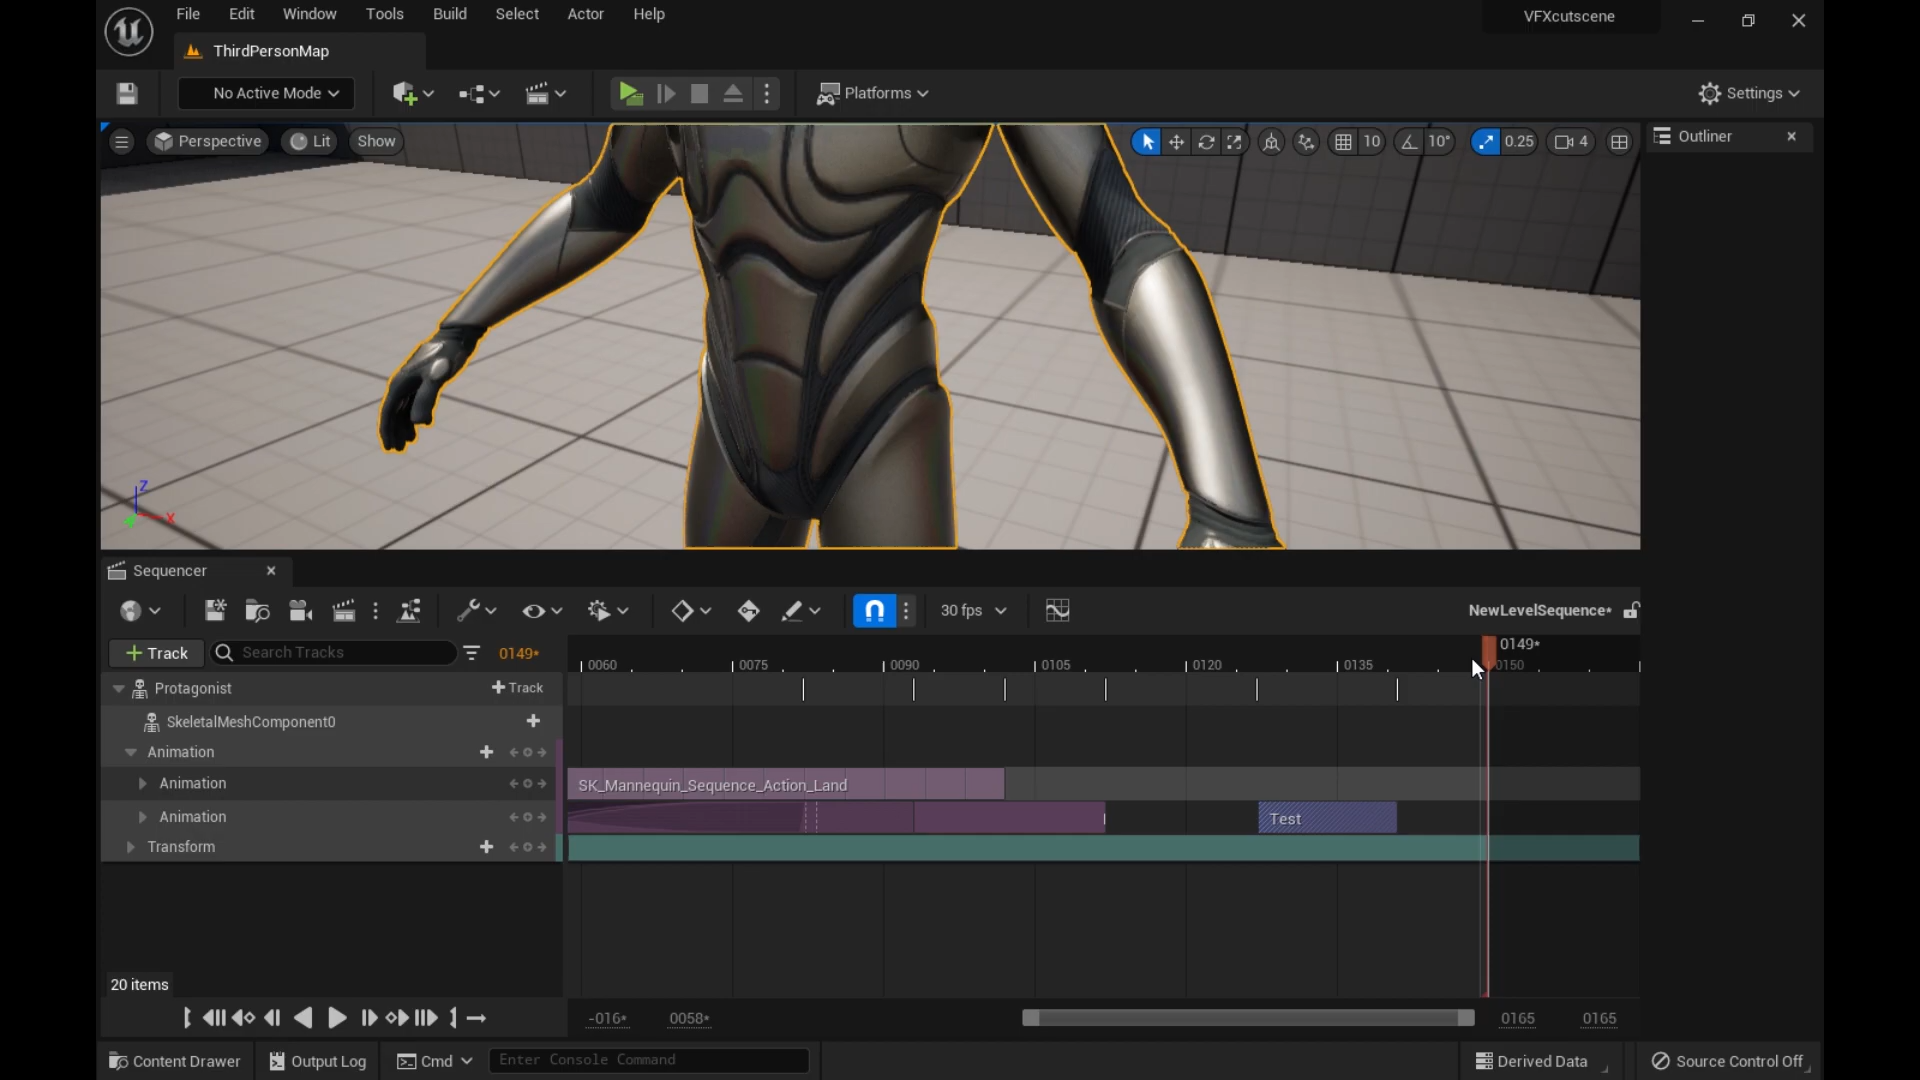 File Edit Window Tools Build Select Actor Help VFXcutscene
ThirdPersonMap
No Active Mode Platforms Settings
Perspective Lit Show 10 10° 0.25 4 Outliner
Z
X
Sequencer
30 fps NewLevelSequence*
0149*
Track Search Tracks 0149* 0060 0075 0090 0105 0120 0135 0150
Protagonist Track
SkeletalMeshComponent0
Animation
Animation SK_Mannequin_Sequence_Action_Land
Animation Test
Transform
20 items
-016* 0058* 0165 0165
Content Drawer Output Log Cmd Enter Console Command Derived Data Source Control Off